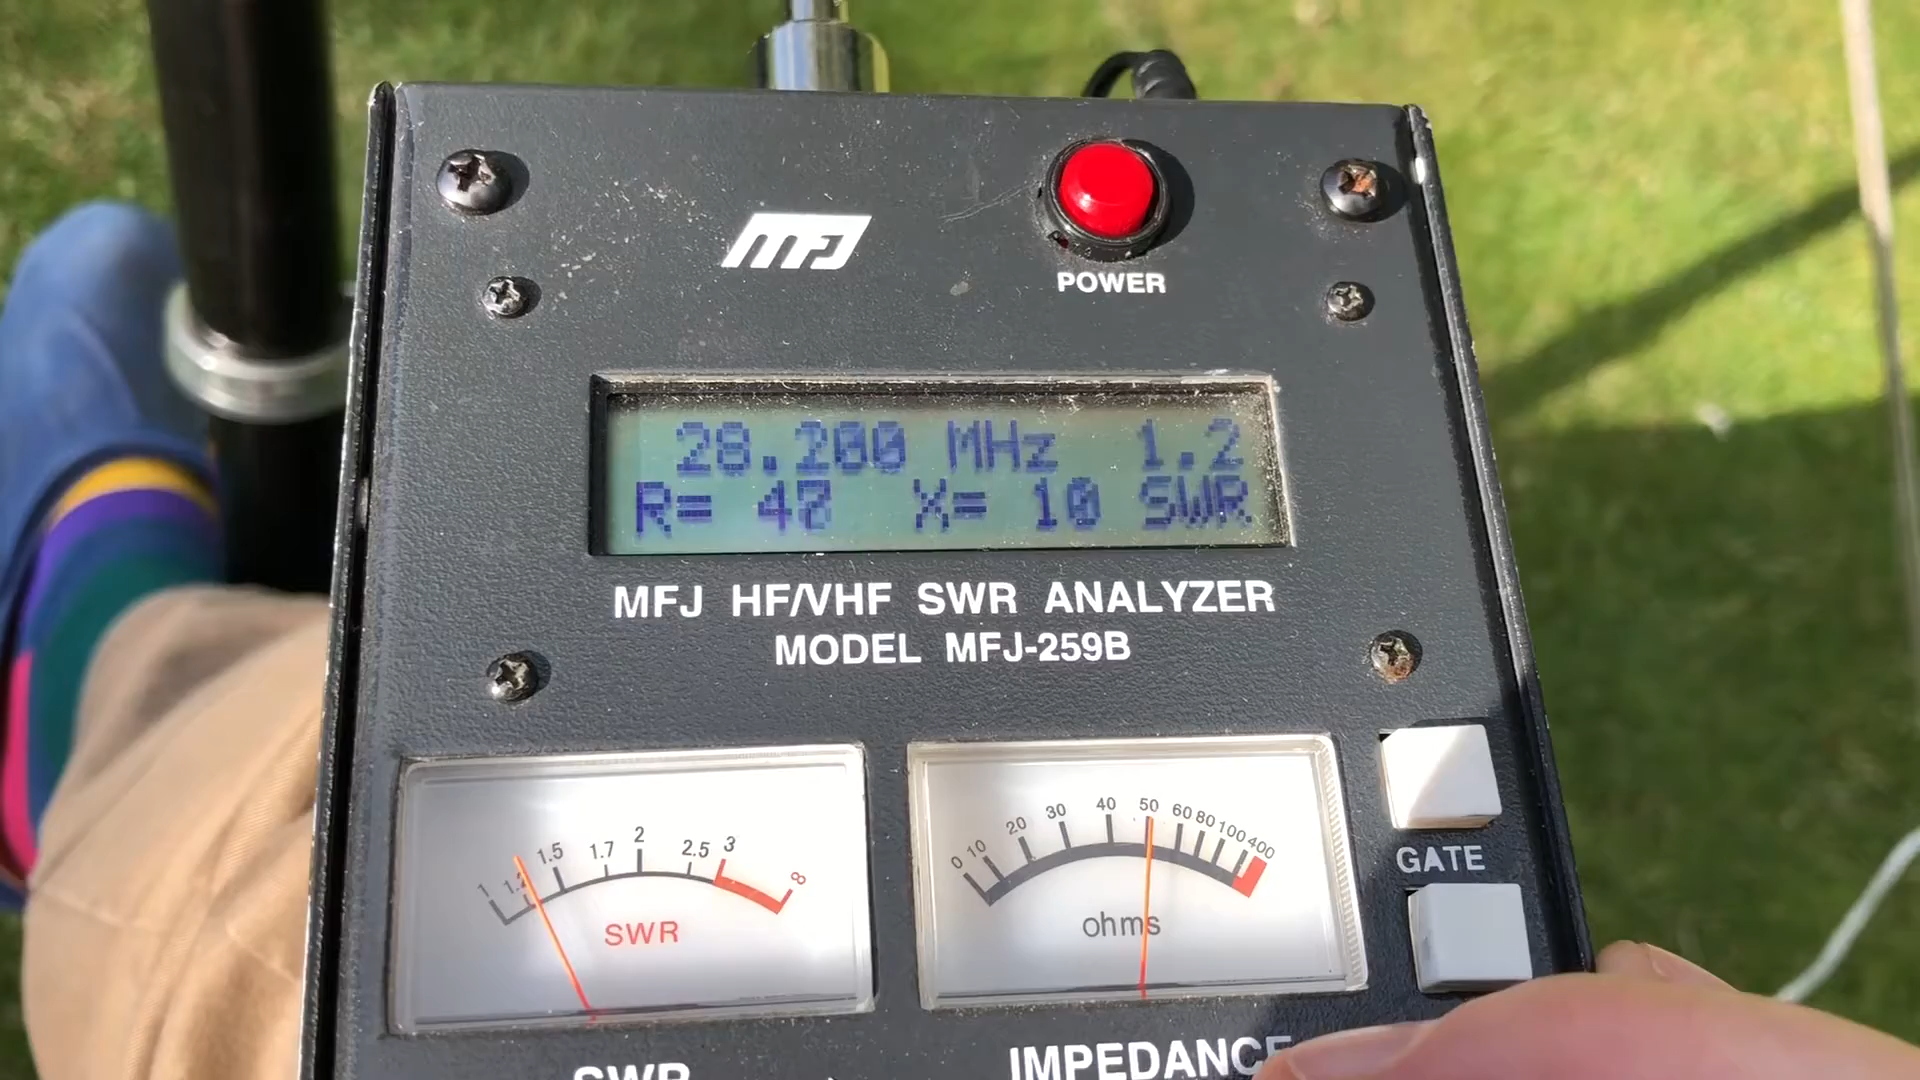 MFJ
POWER
28.200 MHz 1.2
R= 40 X= 10 SWR
MFJ HF/VHF SWR ANALYZER
MODEL MFJ-259B
1 1.2 1.5 1.7 2 2.5 3 8
SWR
0 10 20 30 40 50 60 80 100 400
ohms
GATE
SWR
IMPEDANCE